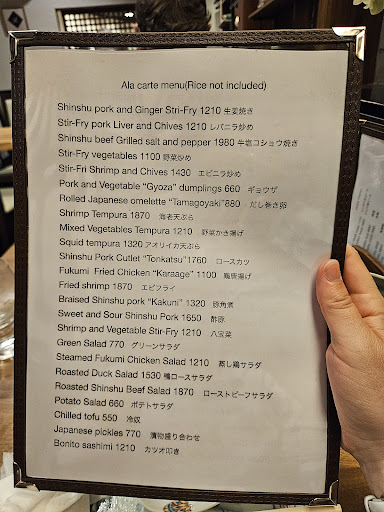 Ala carte menu(Rice not included)
Shinshu pork and Ginger Stri-Fry 1210 生姜焼き
Stir-Fry pork Liver and Chives 1210 レバニラ炒め
Shinshu beef Grilled salt and pepper 1980 牛塩コショウ焼き
Stir-Fry vegetables 1100 野菜炒め
Stir-Fri Shrimp and Chives 1430 エビニラ炒め
Pork and Vegetable “Gyoza” dumplings 660 ギョウザ
Rolled Japanese omelette “Tamagoyaki”880 だし巻き卵
Shrimp Tempura 1870 海老天ぷら
Mixed Vegetables Tempura 1210 野菜かき揚げ
Squid tempura 1320 アオリイカ天ぷら
Shinshu Pork Cutlet “Tonkatsu”1760 ロースカツ
Fukumi Fried Chicken “Karaage” 1100 鶏唐揚げ
Fried shrimp 1870 エビフライ
Braised Shinshu pork “Kakuni” 1320 豚角煮
Sweet and Sour Shinshu Pork 1650 酢豚
Shrimp and Vegetable Stir-Fry 1210 八宝菜
Green Salad 770 グリーンサラダ
Steamed Fukumi Chicken Salad 1210 蒸し鶏サラダ
Roasted Duck Salad 1530 鴨ロースサラダ
Roasted Shinshu Beef Salad 1870 ローストビーフサラダ
Potato Salad 660 ポテトサラダ
Chilled tofu 550 冷奴
Japanese pickles 770 漬物盛り合わせ
Bonito sashimi 1210 カツオ叩き